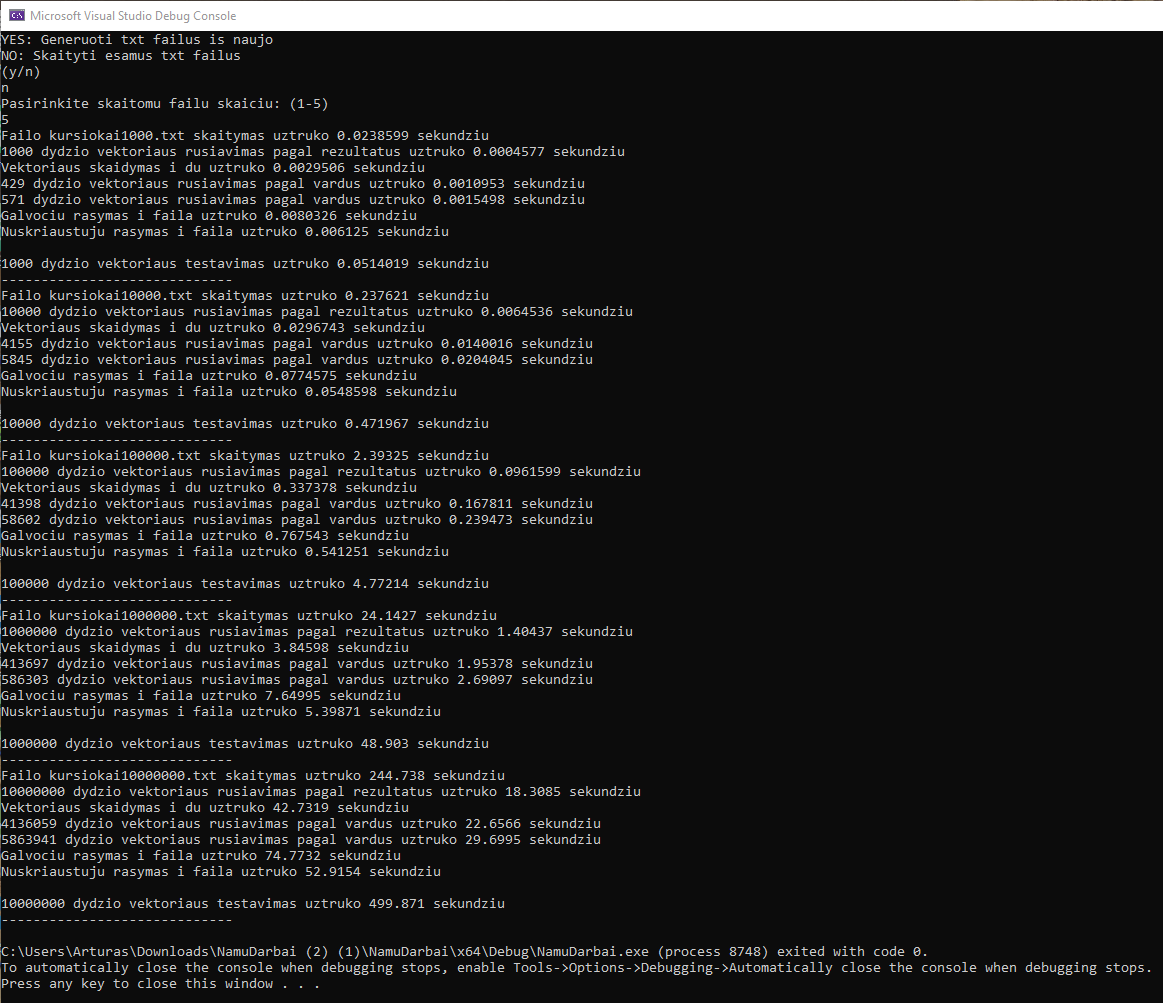 Microsoft Visual Studio Debug Console
YES: Generuoti txt failus is naujo
NO: Skaityti esamus txt failus
(y/n)
n
Pasirinkite skaitomu failu skaiciu: (1-5)
5
Failo kursiokai1000.txt skaitymas uztruko 0.0238599 sekundziu
1000 dydzio vektoriaus rusiavimas pagal rezultatus uztruko 0.0004577 sekundziu
Vektoriaus skaidymas i du uztruko 0.0029506 sekundziu
429 dydzio vektoriaus rusiavimas pagal vardus uztruko 0.0010953 sekundziu
571 dydzio vektoriaus rusiavimas pagal vardus uztruko 0.0015498 sekundziu
Galvociu rasymas i faila uztruko 0.0080326 sekundziu
Nuskriaustuju rasymas i faila uztruko 0.006125 sekundziu
1000 dydzio vektoriaus testavimas uztruko 0.0514019 sekundziu
-----------------------------
Failo kursiokai10000.txt skaitymas uztruko 0.237621 sekundziu
10000 dydzio vektoriaus rusiavimas pagal rezultatus uztruko 0.0064536 sekundziu
Vektoriaus skaidymas i du uztruko 0.0296743 sekundziu
4155 dydzio vektoriaus rusiavimas pagal vardus uztruko 0.0140016 sekundziu
5845 dydzio vektoriaus rusiavimas pagal vardus uztruko 0.0204045 sekundziu
Galvociu rasymas i faila uztruko 0.0774575 sekundziu
Nuskriaustuju rasymas i faila uztruko 0.0548598 sekundziu
10000 dydzio vektoriaus testavimas uztruko 0.471967 sekundziu
-----------------------------
Failo kursiokai100000.txt skaitymas uztruko 2.39325 sekundziu
100000 dydzio vektoriaus rusiavimas pagal rezultatus uztruko 0.0961599 sekundziu
Vektoriaus skaidymas i du uztruko 0.337378 sekundziu
41398 dydzio vektoriaus rusiavimas pagal vardus uztruko 0.167811 sekundziu
58602 dydzio vektoriaus rusiavimas pagal vardus uztruko 0.239473 sekundziu
Galvociu rasymas i faila uztruko 0.767543 sekundziu
Nuskriaustuju rasymas i faila uztruko 0.541251 sekundziu
100000 dydzio vektoriaus testavimas uztruko 4.77214 sekundziu
-----------------------------
Failo kursiokai1000000.txt skaitymas uztruko 24.1427 sekundziu
1000000 dydzio vektoriaus rusiavimas pagal rezultatus uztruko 1.40437 sekundziu
Vektoriaus skaidymas i du uztruko 3.84598 sekundziu
413697 dydzio vektoriaus rusiavimas pagal vardus uztruko 1.95378 sekundziu
586303 dydzio vektoriaus rusiavimas pagal vardus uztruko 2.69097 sekundziu
Galvociu rasymas i faila uztruko 7.64995 sekundziu
Nuskriaustuju rasymas i faila uztruko 5.39871 sekundziu
1000000 dydzio vektoriaus testavimas uztruko 48.903 sekundziu
-----------------------------
Failo kursiokai10000000.txt skaitymas uztruko 244.738 sekundziu
10000000 dydzio vektoriaus rusiavimas pagal rezultatus uztruko 18.3085 sekundziu
Vektoriaus skaidymas i du uztruko 42.7319 sekundziu
4136059 dydzio vektoriaus rusiavimas pagal vardus uztruko 22.6566 sekundziu
5863941 dydzio vektoriaus rusiavimas pagal vardus uztruko 29.6995 sekundziu
Galvociu rasymas i faila uztruko 74.7732 sekundziu
Nuskriaustuju rasymas i faila uztruko 52.9154 sekundziu
10000000 dydzio vektoriaus testavimas uztruko 499.871 sekundziu
-----------------------------
C:\Users\Arturas\Downloads\NamuDarbai (2) (1)\NamuDarbai\x64\Debug\NamuDarbai.exe (process 8748) exited with code 0.
To automatically close the console when debugging stops, enable Tools->Options->Debugging->Automatically close the console when debugging stops.
Press any key to close this window . . .